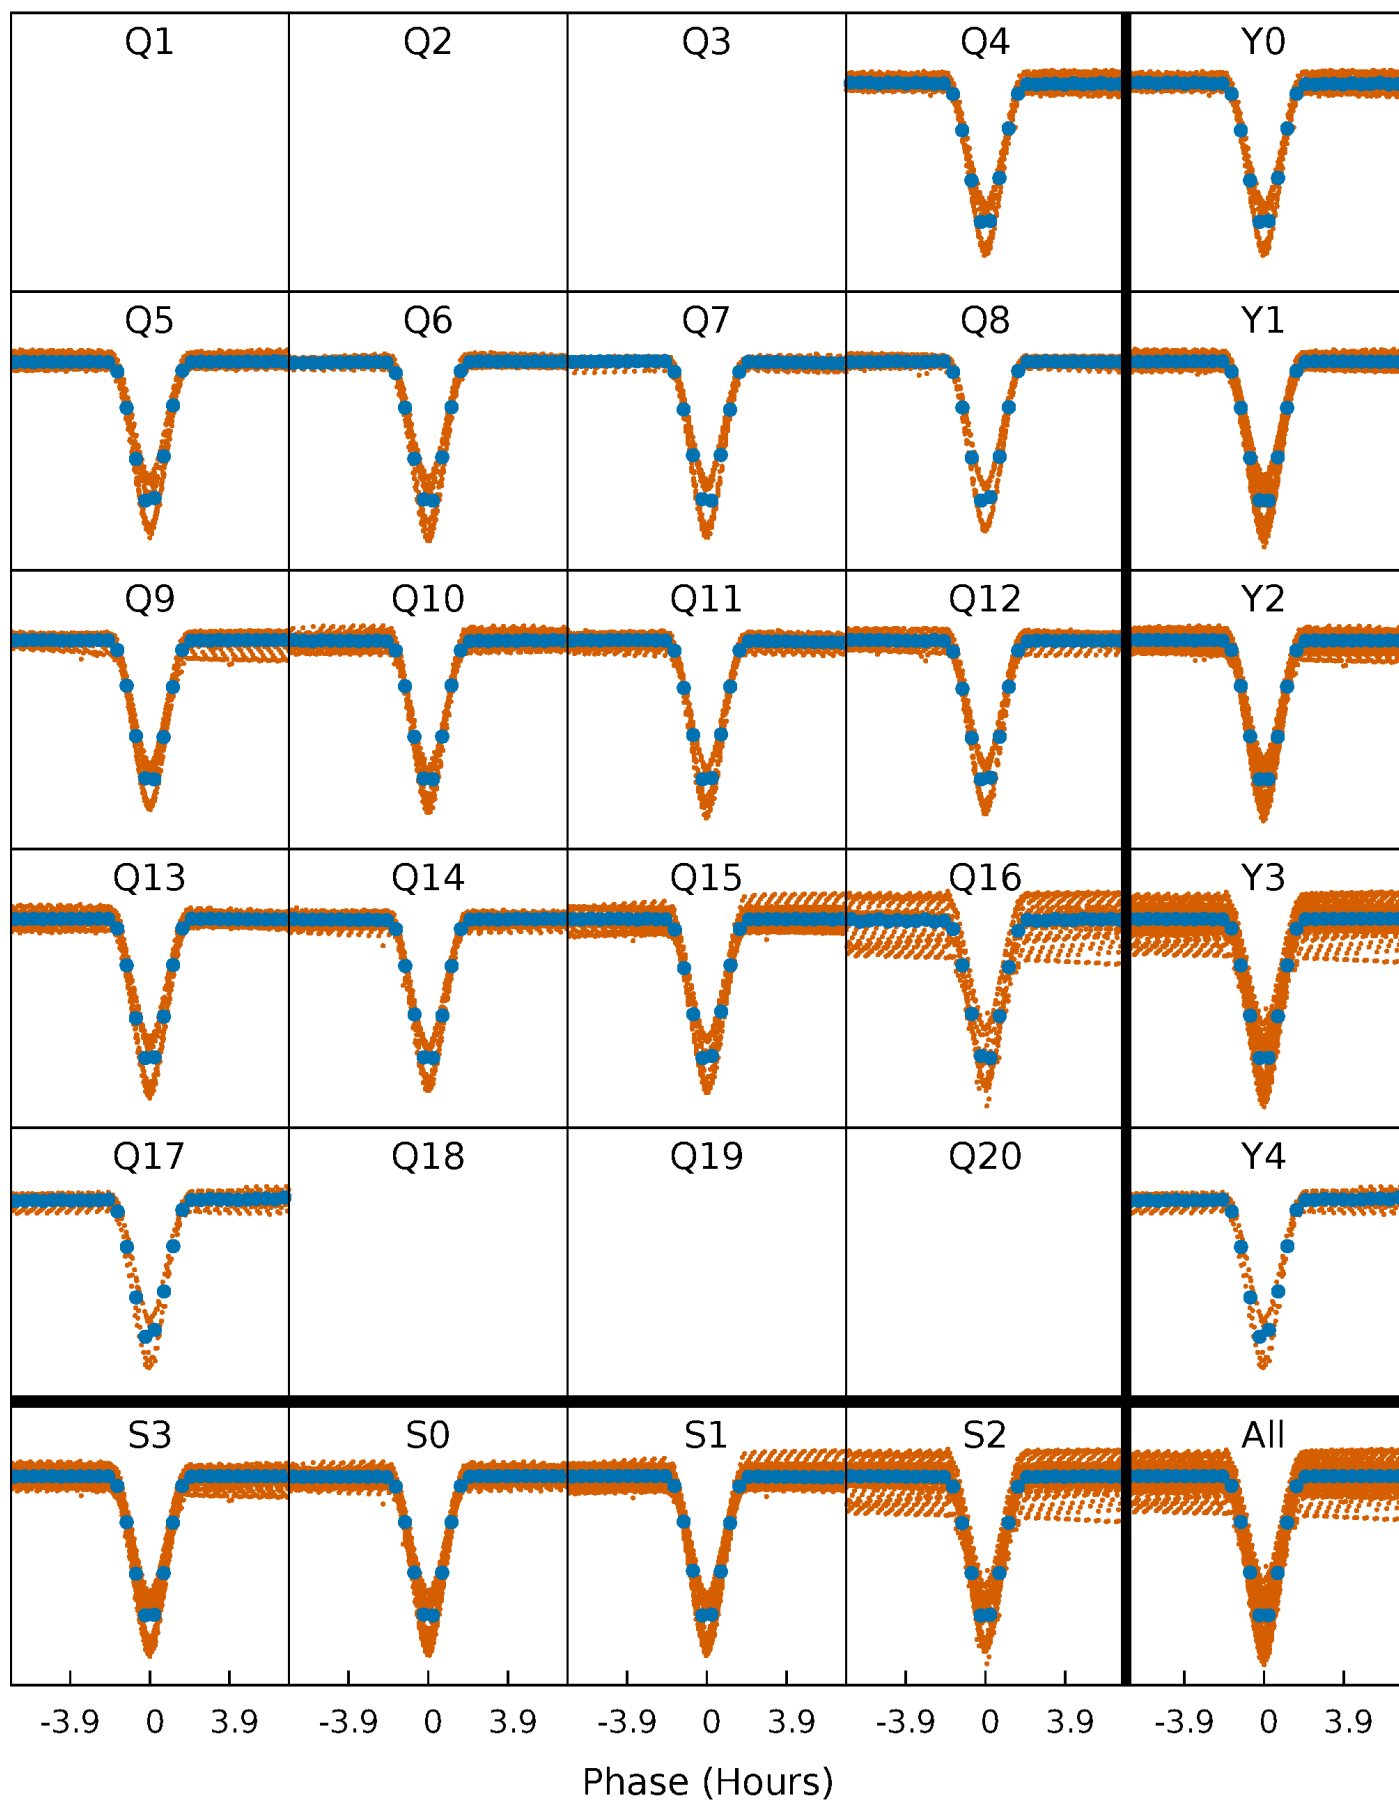 Q1 Q2 Q3 Q4 Y0
Q5 Q6 Q7 Q8 Y1
Q9 Q10 Q11 Q12 Y2
Q13 Q14 Q15 Q16 Y3
Q17 Q18 Q19 Q20 Y4
S3 S0 S1 S2 All
-3.9 0 3.9 -3.9 0 3.9 -3.9 0 3.9 -3.9 0 3.9 -3.9 0 3.9
Phase (Hours)